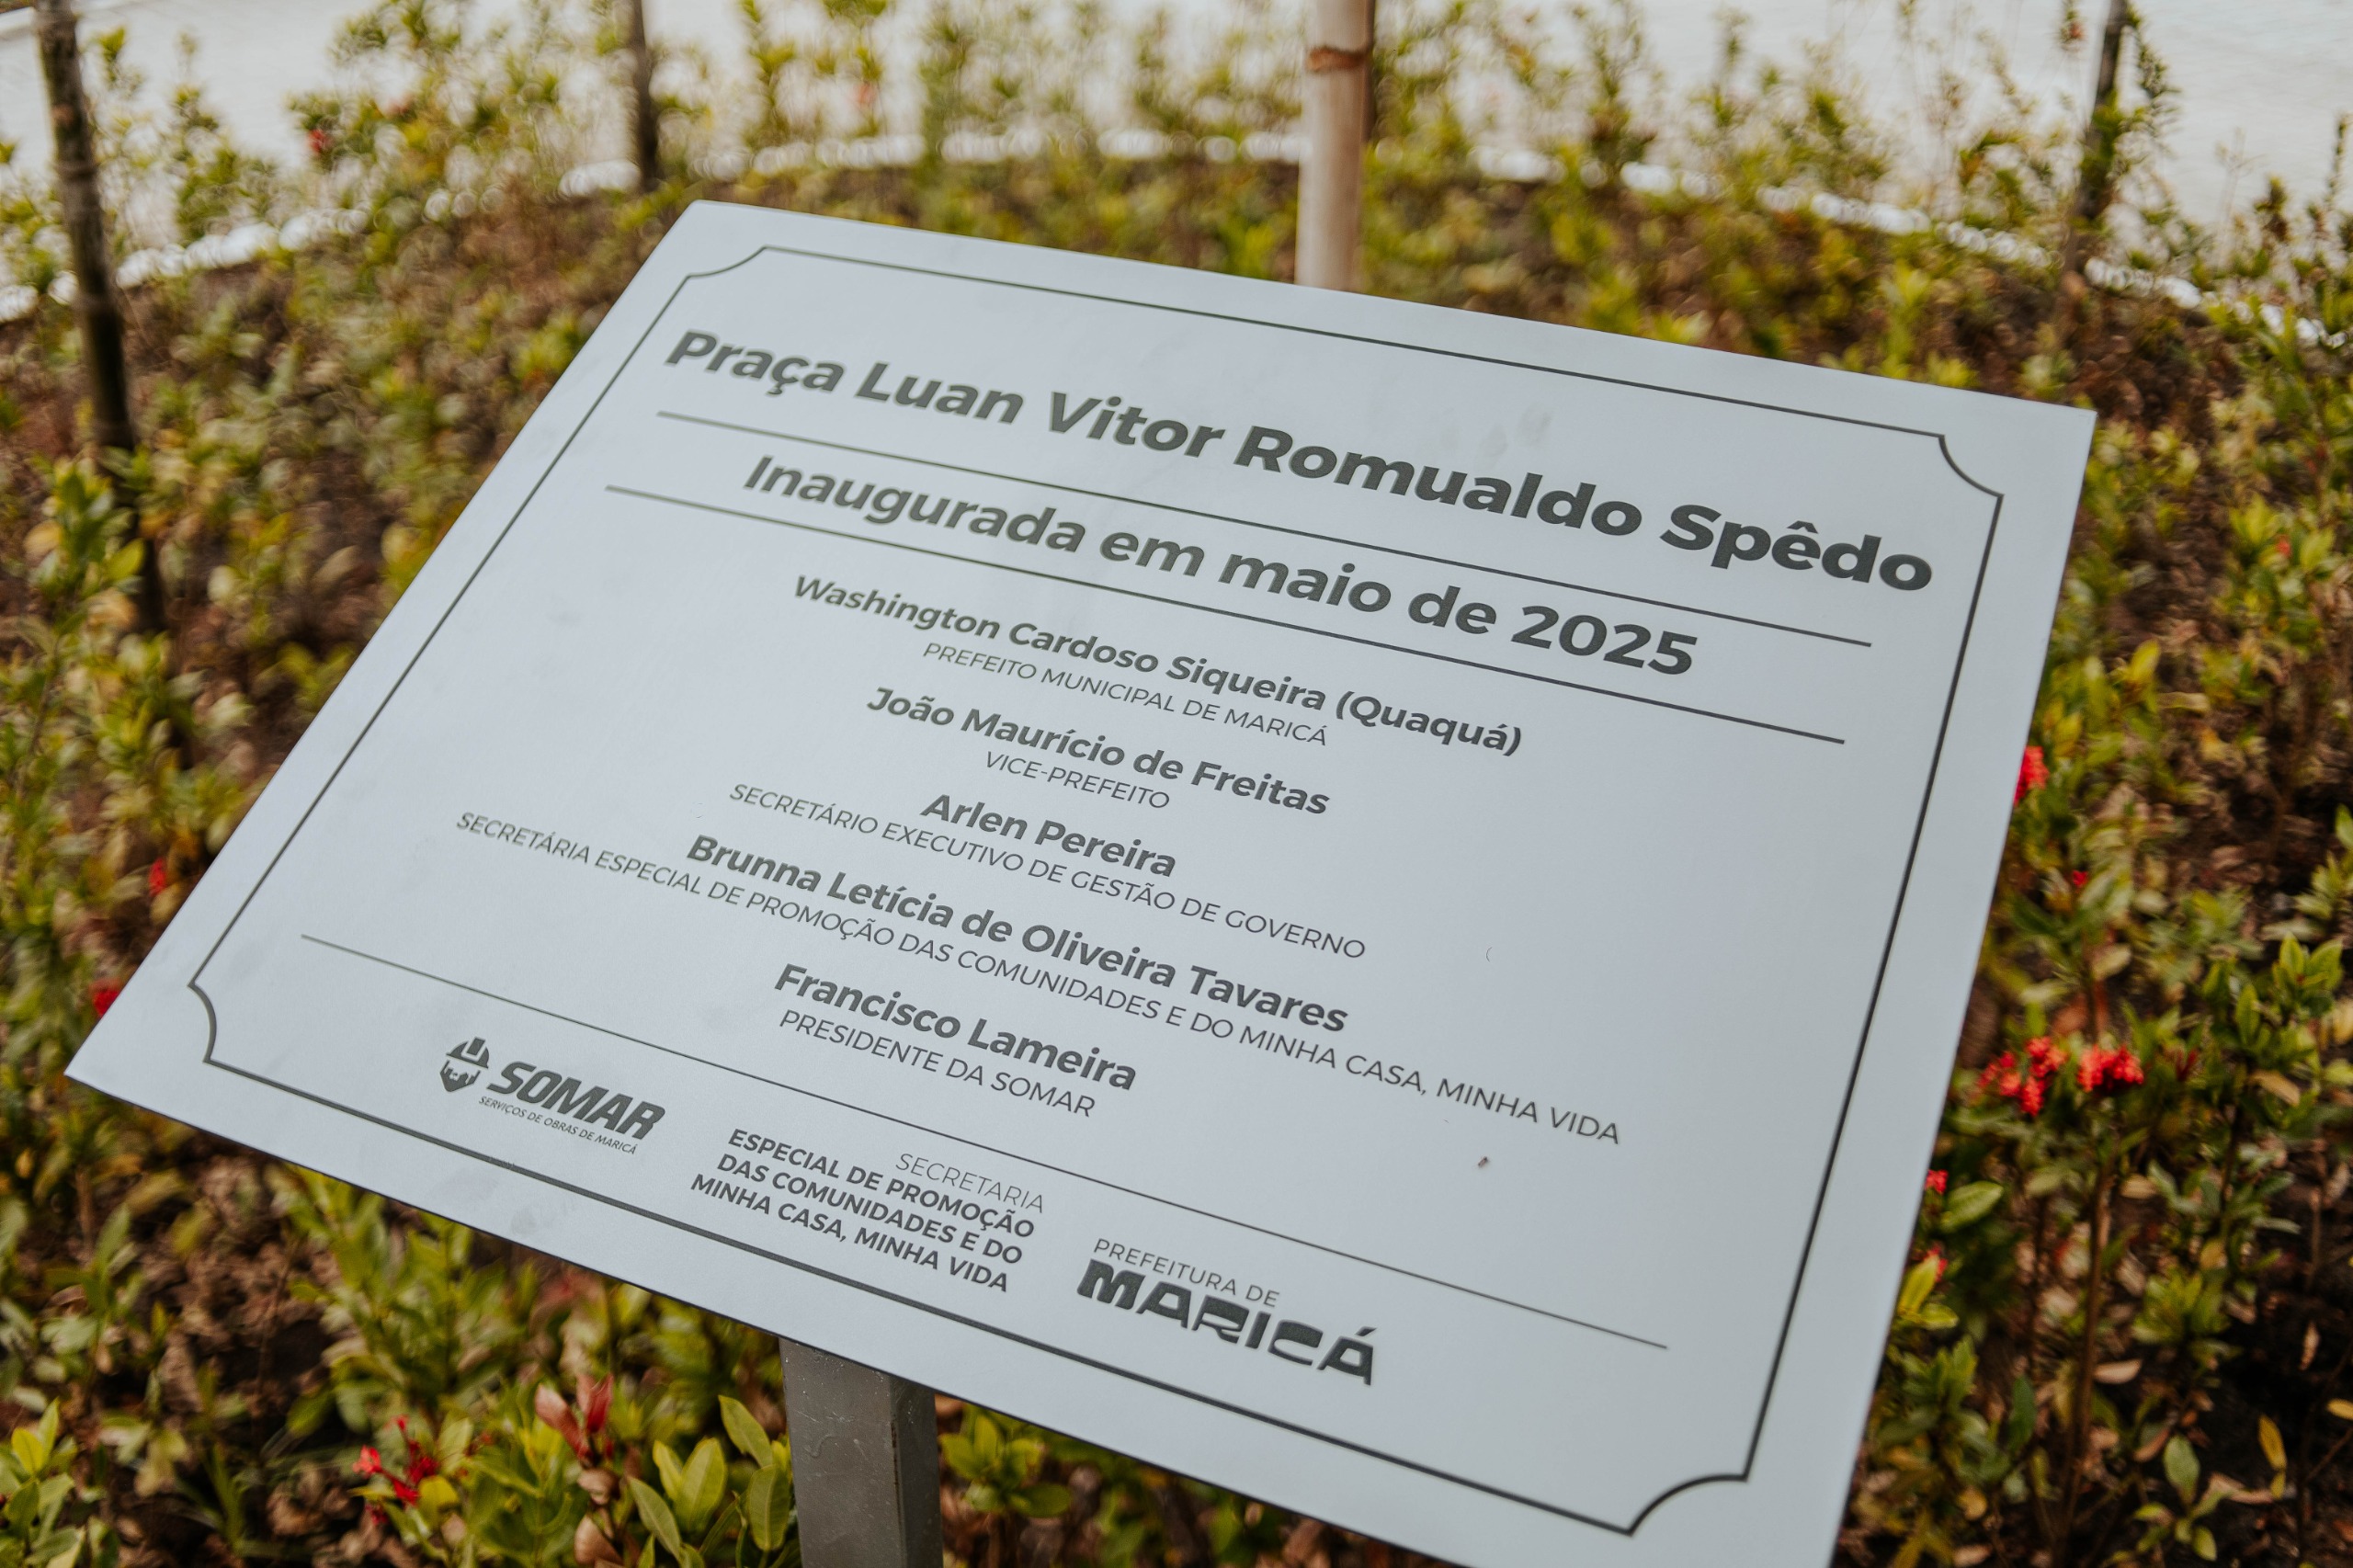 Praça Luan Vitor Romualdo Spêdo
Inaugurada em maio de 2025
Washington Cardoso Siqueira (Quaquá)
PREFEITO MUNICIPAL DE MARICÁ
João Maurício de Freitas
VICE-PREFEITO
Arlen Pereira
SECRETÁRIO EXECUTIVO DE GESTÃO DE GOVERNO
Brunna Letícia de Oliveira Tavares
SECRETÁRIA ESPECIAL DE PROMOÇÃO DAS COMUNIDADES E DO MINHA CASA, MINHA VIDA
Francisco Lameira
PRESIDENTE DA SOMAR
SOMAR
SERVIÇOS DE OBRAS DE MARICÁ
SECRETARIA
ESPECIAL DE PROMOÇÃO
DAS COMUNIDADES E DO
MINHA CASA, MINHA VIDA
PREFEITURA DE
MARICÁ